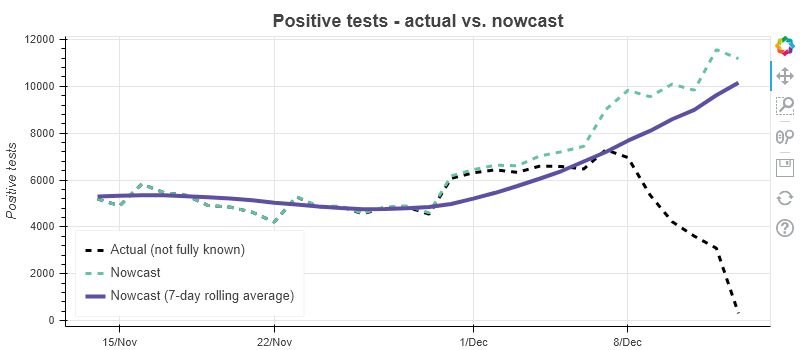 Positive tests - actual vs. nowcast
12000
10000
8000
6000
4000
2000
0
Positive tests
Actual (not fully known)
Nowcast
Nowcast (7-day rolling average)
15/Nov
22/Nov
1/Dec
8/Dec